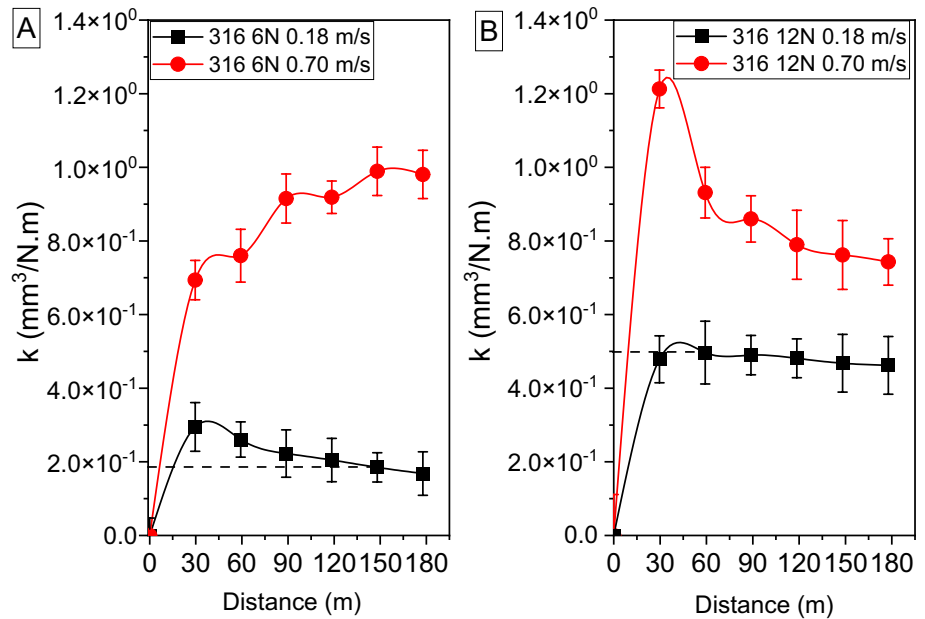 A
316 6N 0.18 m/s
316 6N 0.70 m/s
1.4×10⁰
1.2×10⁰
1.0×10⁰
8.0×10⁻¹
6.0×10⁻¹
4.0×10⁻¹
2.0×10⁻¹
0.0
k (mm³/N.m)
0 30 60 90 120 150 180
Distance (m)
B
316 12N 0.18 m/s
316 12N 0.70 m/s
1.4×10⁰
1.2×10⁰
1.0×10⁰
8.0×10⁻¹
6.0×10⁻¹
4.0×10⁻¹
2.0×10⁻¹
0.0
k (mm³/N.m)
0 30 60 90 120 150 180
Distance (m)